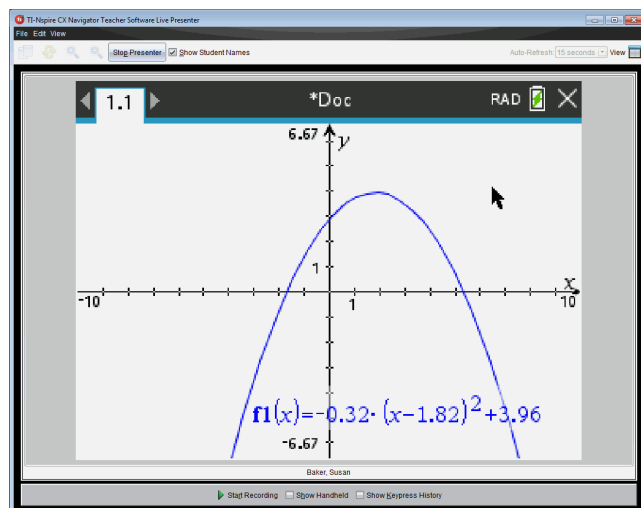 TI-Nspire CX Navigator Teacher Software Live Presenter
File Edit View
Stop Presenter Show Student Names Auto-Refresh: 15 seconds View
1.1 *Doc RAD
6.67 y
1
x
-10 1 10
f1(x)=-0.32·(x-1.82)²+3.96
-6.67
Baker, Susan
Start Recording Show Handheld Show Keypress History